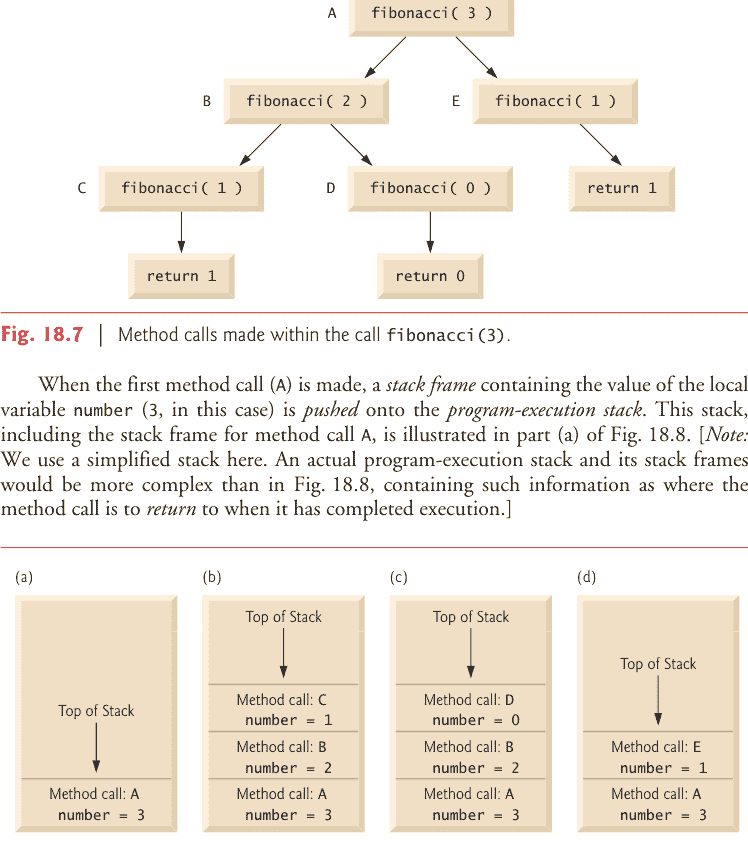 A fibonacci( 3 )
B fibonacci( 2 ) E fibonacci( 1 )
C fibonacci( 1 ) D fibonacci( 0 ) return 1
return 1 return 0
Fig. 18.7 | Method calls made within the call fibonacci(3).
When the first method call (A) is made, a stack frame containing the value of the local
variable number (3, in this case) is pushed onto the program-execution stack. This stack,
including the stack frame for method call A, is illustrated in part (a) of Fig. 18.8. [Note:
We use a simplified stack here. An actual program-execution stack and its stack frames
would be more complex than in Fig. 18.8, containing such information as where the
method call is to return to when it has completed execution.]
(a)
Top of Stack
Method call: A
number = 3
(b)
Top of Stack
Method call: C
number = 1
Method call: B
number = 2
Method call: A
number = 3
(c)
Top of Stack
Method call: D
number = 0
Method call: B
number = 2
Method call: A
number = 3
(d)
Top of Stack
Method call: E
number = 1
Method call: A
number = 3